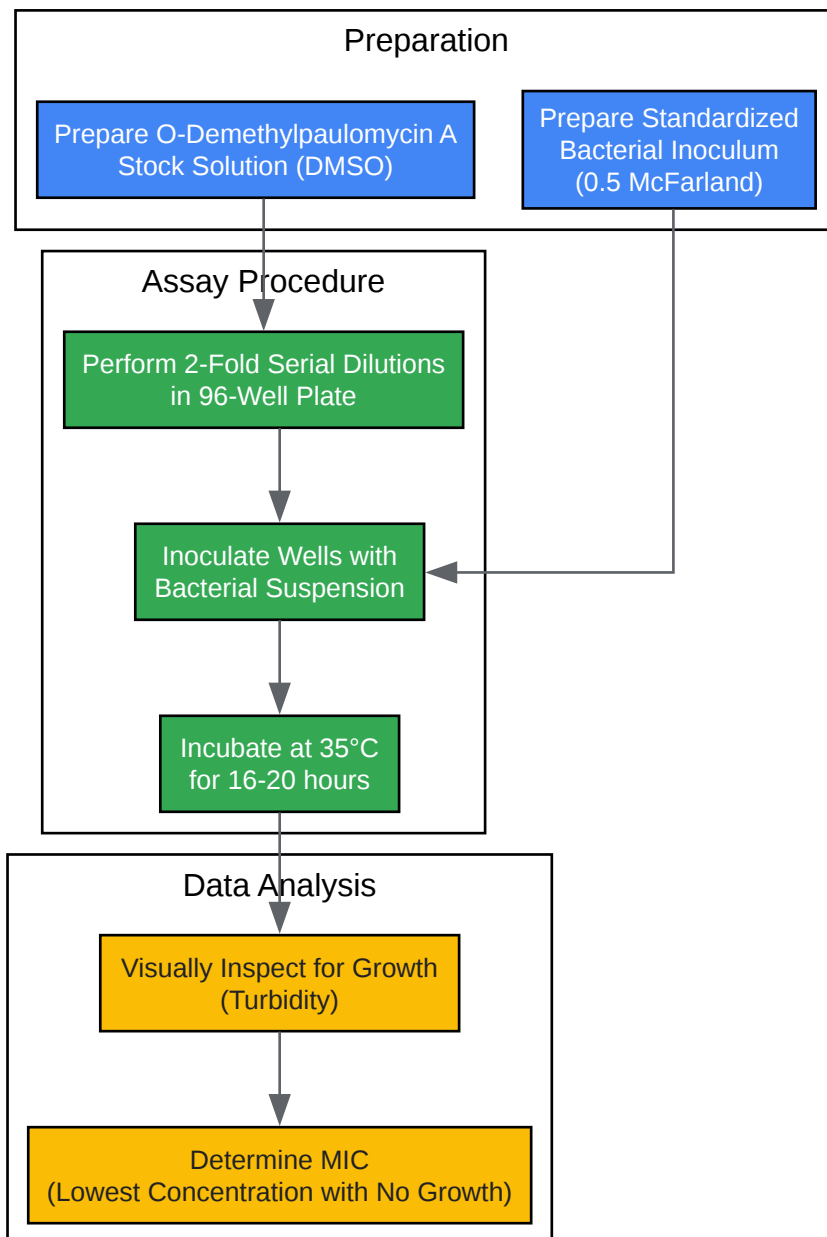 Preparation
Prepare O-Demethylpaulomycin A
Stock Solution (DMSO)
Prepare Standardized
Bacterial Inoculum
(0.5 McFarland)
Assay Procedure
Perform 2-Fold Serial Dilutions
in 96-Well Plate
Inoculate Wells with
Bacterial Suspension
Incubate at 35°C
for 16-20 hours
Data Analysis
Visually Inspect for Growth
(Turbidity)
Determine MIC
(Lowest Concentration with No Growth)